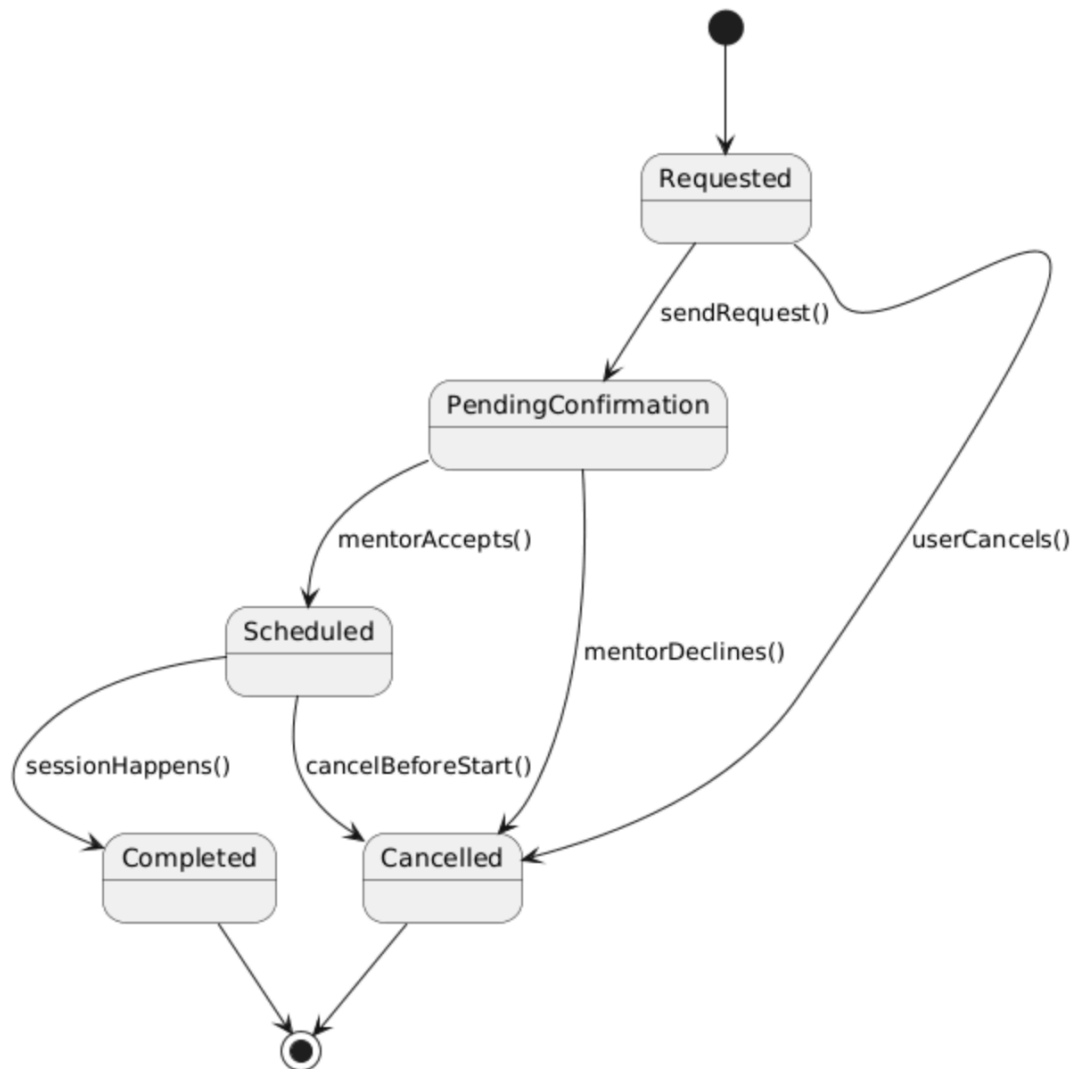 Requested
sendRequest()
PendingConfirmation
mentorAccepts()
userCancels()
Scheduled
mentorDeclines()
sessionHappens()
cancelBeforeStart()
Completed
Cancelled